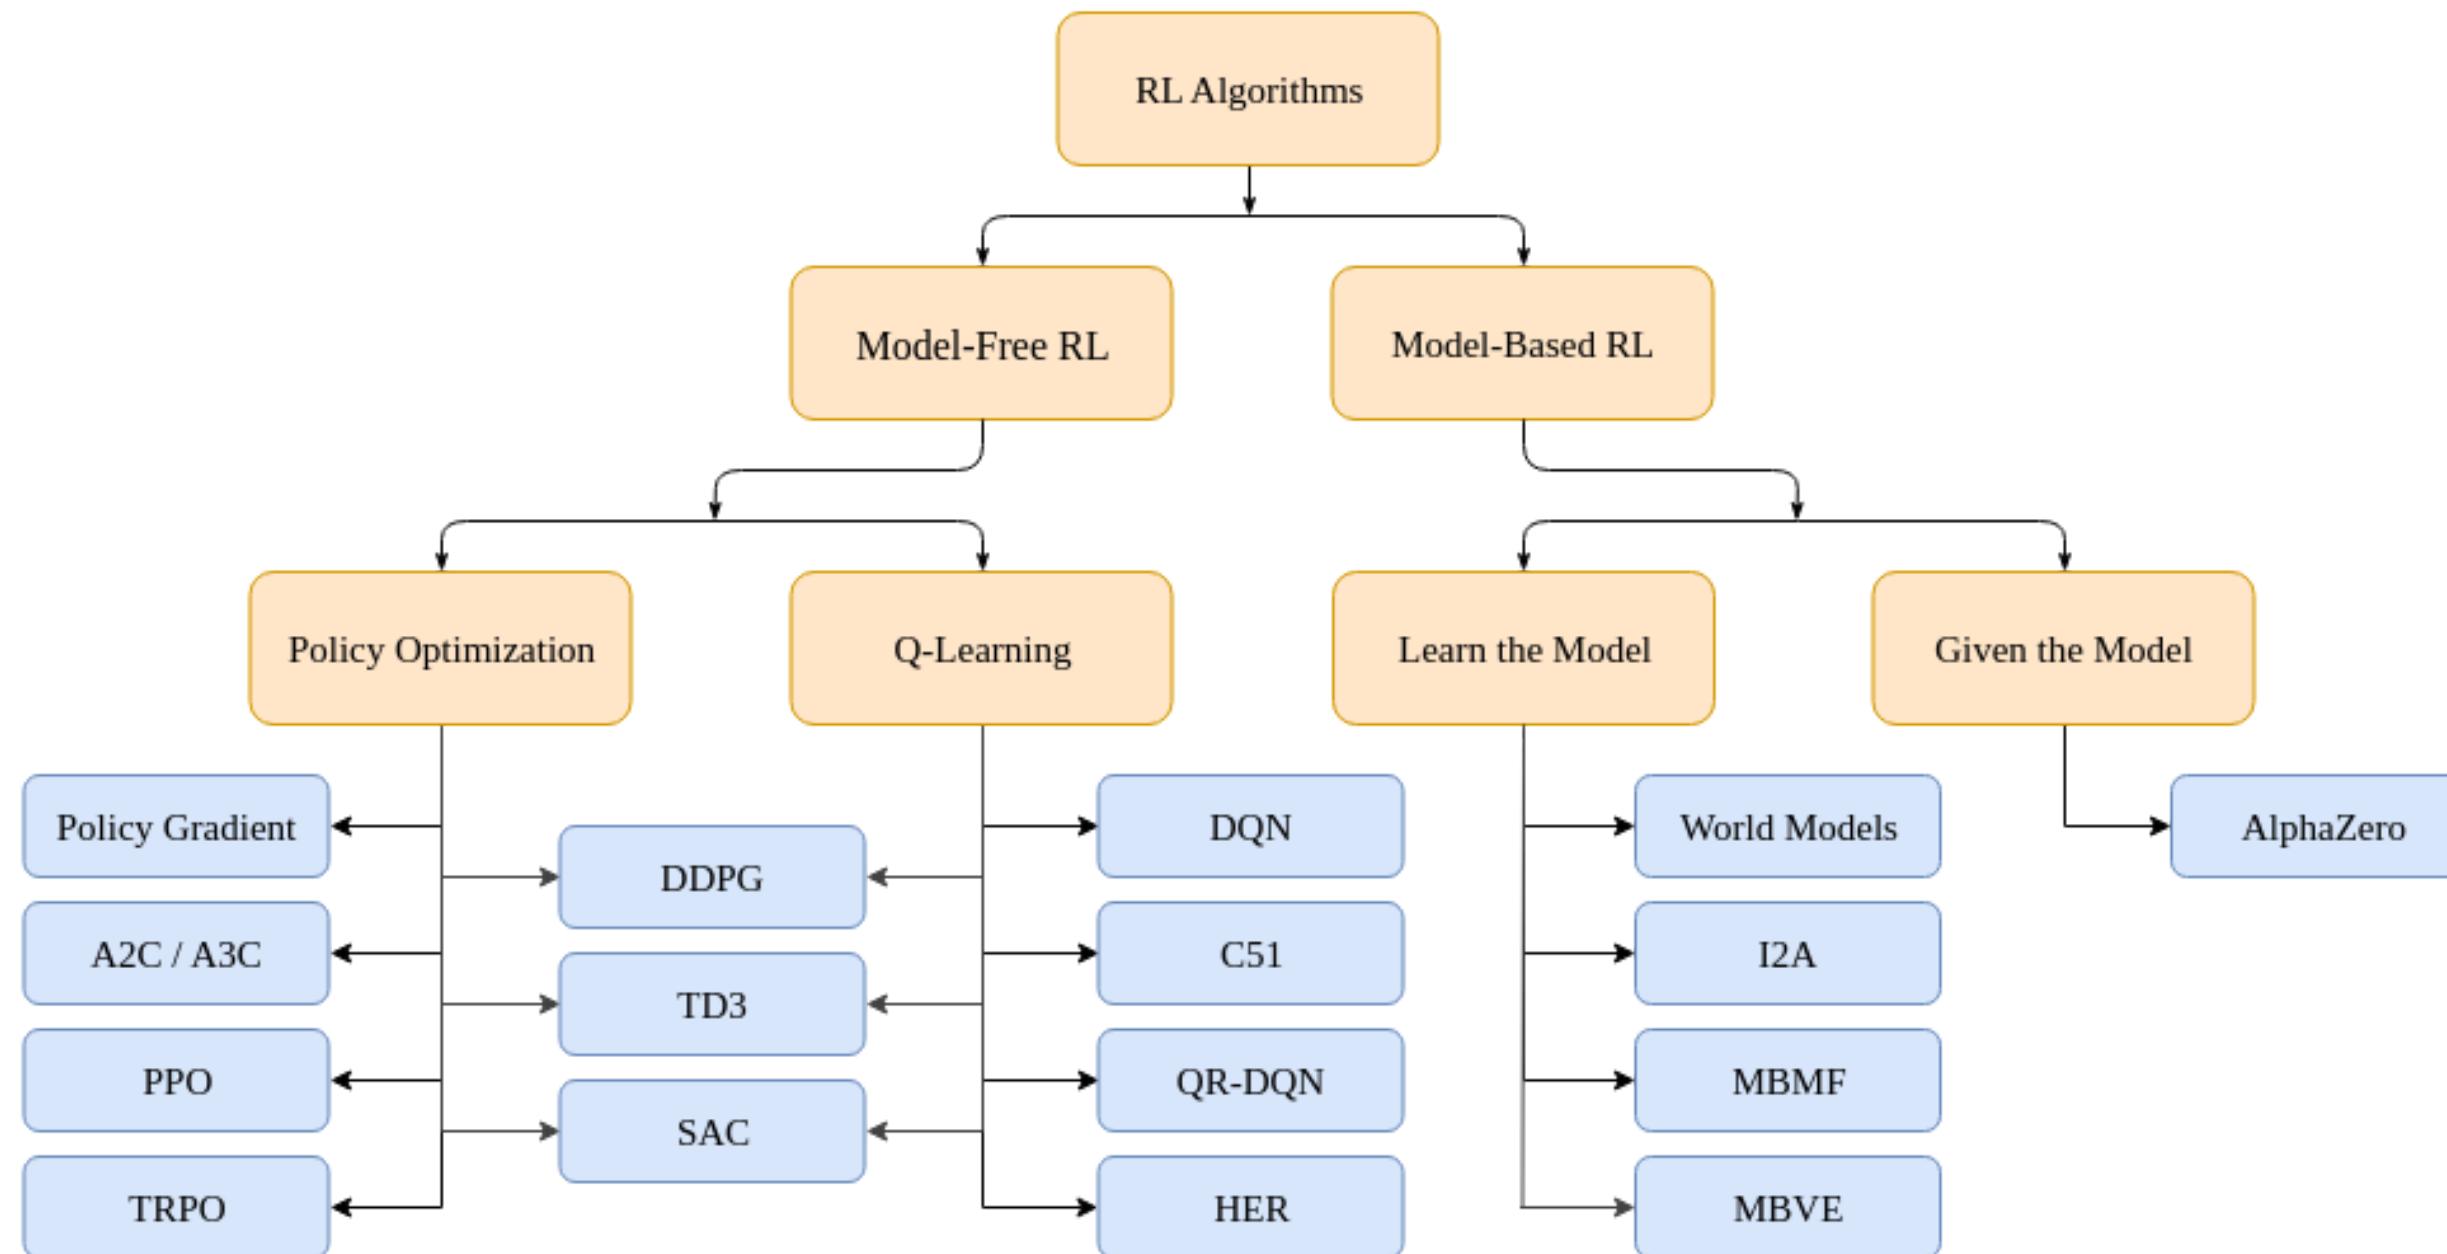 RL Algorithms
Model-Free RL
Model-Based RL
Policy Optimization
Q-Learning
Learn the Model
Given the Model
Policy Gradient
DQN
World Models
AlphaZero
DDPG
A2C / A3C
C51
I2A
TD3
PPO
QR-DQN
MBMF
SAC
TRPO
HER
MBVE